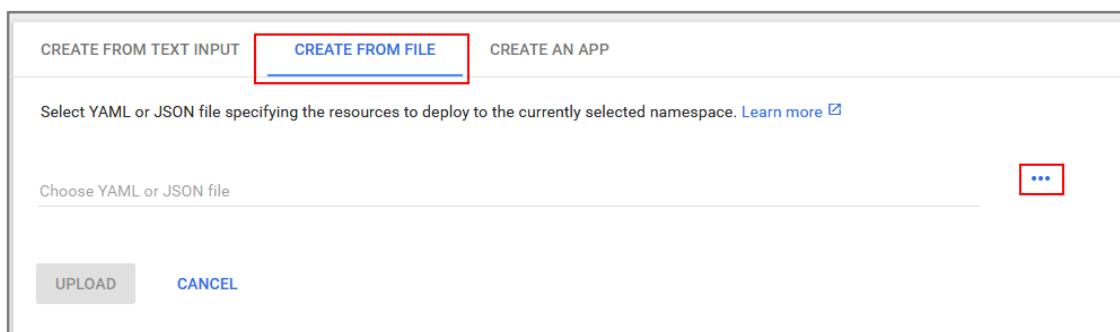 CREATE FROM TEXT INPUT CREATE FROM FILE CREATE AN APP
Select YAML or JSON file specifying the resources to deploy to the currently selected namespace. Learn more
Choose YAML or JSON file
UPLOAD CANCEL